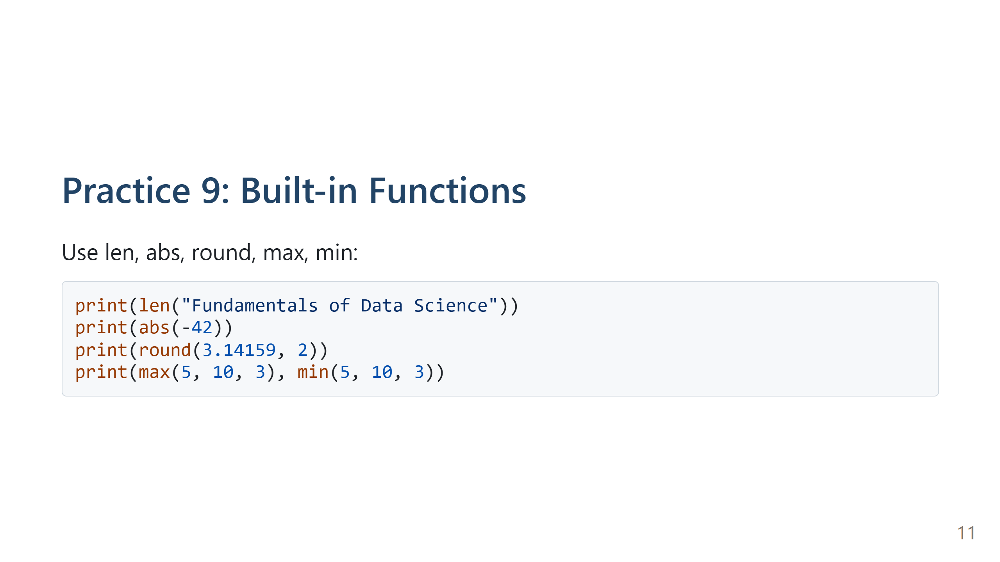 Practice 9: Built-in Functions
Use len, abs, round, max, min:
print(len("Fundamentals of Data Science"))
print(abs(-42))
print(round(3.14159, 2))
print(max(5, 10, 3), min(5, 10, 3))
11